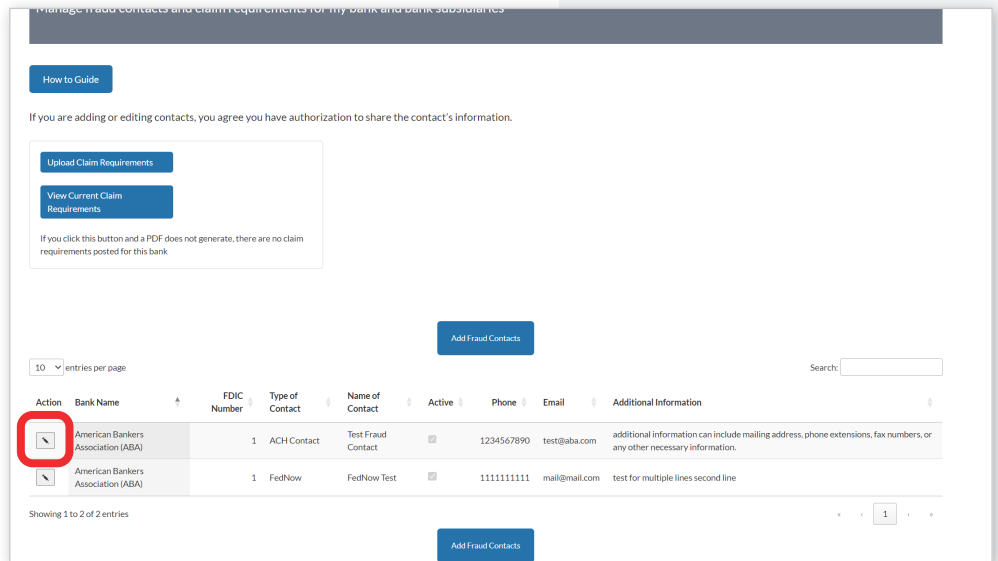 Manage fraud contacts and claim requirements for my bank and bank subsidiaries
How to Guide
If you are adding or editing contacts, you agree you have authorization to share the contact's information.
Upload Claim Requirements
View Current Claim
Requirements
If you click this button and a PDF does not generate, there are no claim
requirements posted for this bank
Add Fraud Contacts
10 entries per page
Search:
Action Bank Name FDIC Number Type of Contact Name of Contact Active Phone Email Additional Information
American Bankers Association (ABA) 1 ACH Contact Test Fraud Contact 1234567890 test@aba.com additional information can include mailing address, phone extensions, fax numbers, or any other necessary information.
American Bankers Association (ABA) 1 FedNow FedNow Test 1111111111 mail@mail.com test for multiple lines second line
Showing 1 to 2 of 2 entries
« ‹ 1 › »
Add Fraud Contacts